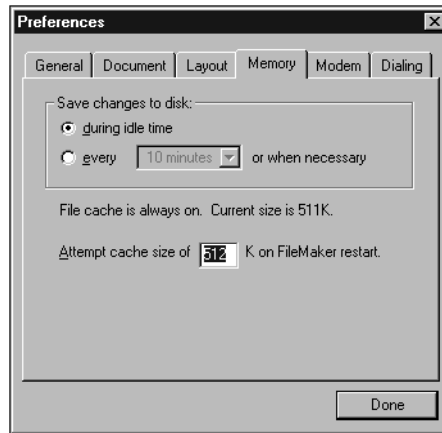 Preferences
General Document Layout Memory Modem Dialing
Save changes to disk:
during idle time
every 10 minutes or when necessary
File cache is always on. Current size is 511K.
Attempt cache size of 512 K on FileMaker restart.
Done